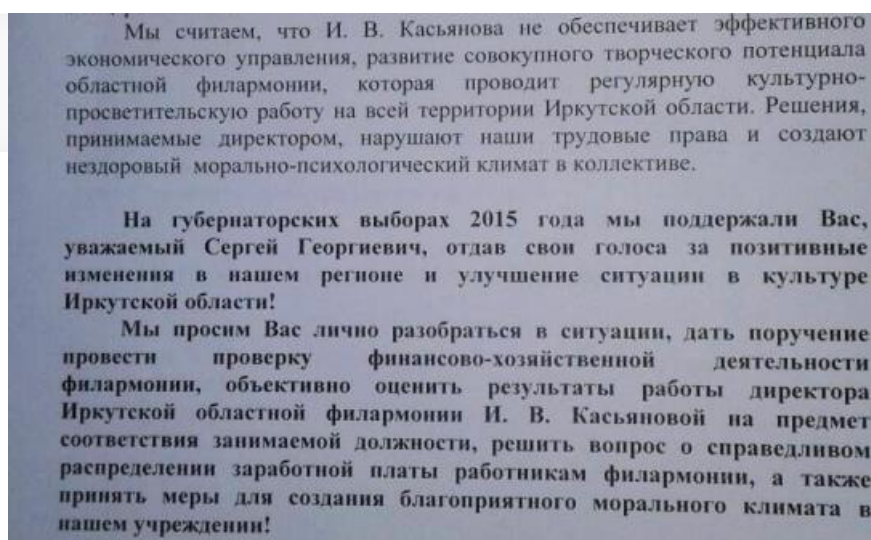 Мы считаем, что И. В. Касьянова не обеспечивает эффективного
экономического управления, развитие совокупного творческого потенциала
областной филармонии, которая проводит регулярную культурно-
просветительскую работу на всей территории Иркутской области. Решения,
принимаемые директором, нарушают наши трудовые права и создают
нездоровый морально-психологический климат в коллективе.
На губернаторских выборах 2015 года мы поддержали Вас,
уважаемый Сергей Георгиевич, отдав свои голоса за позитивные
изменения в нашем регионе и улучшение ситуации в культуре
Иркутской области!
Мы просим Вас лично разобраться в ситуации, дать поручение
провести проверку финансово-хозяйственной деятельности
филармонии, объективно оценить результаты работы директора
Иркутской областной филармонии И. В. Касьяновой на предмет
соответствия занимаемой должности, решить вопрос о справедливом
распределении заработной платы работникам филармонии, а также
принять меры для создания благоприятного морального климата в
нашем учреждении!